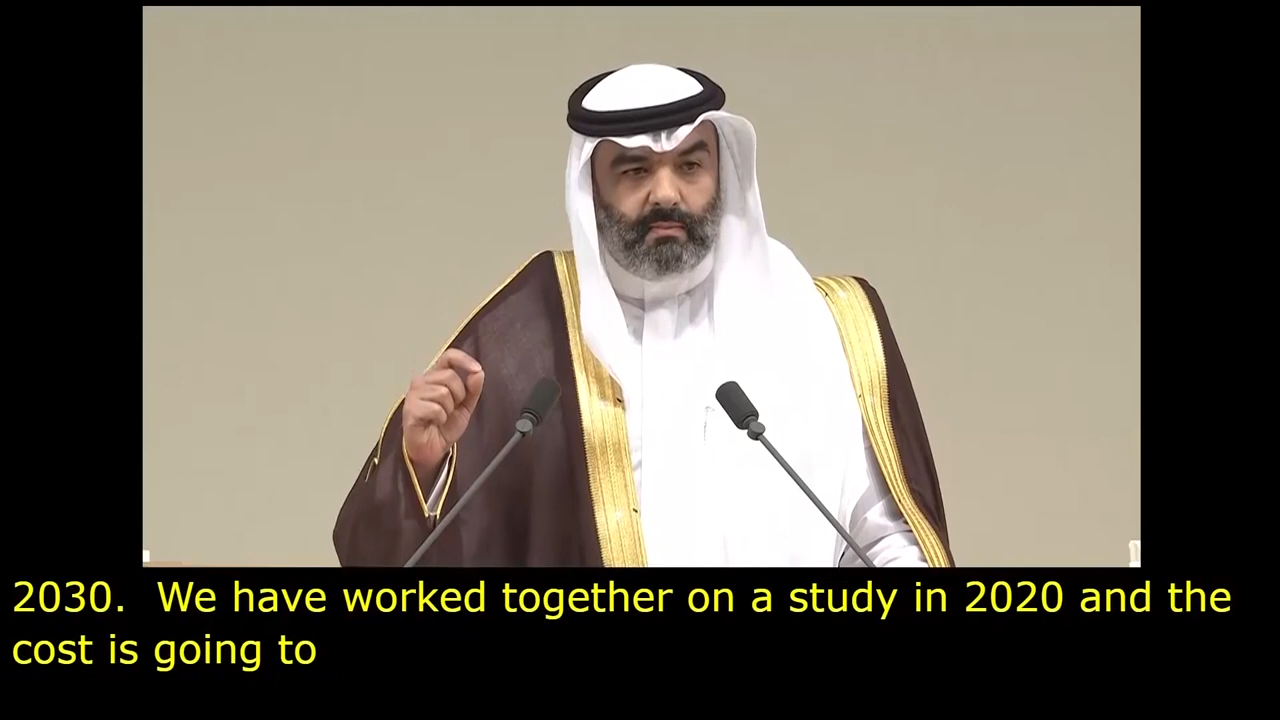 2030.  We have worked together on a study in 2020 and the
cost is going to